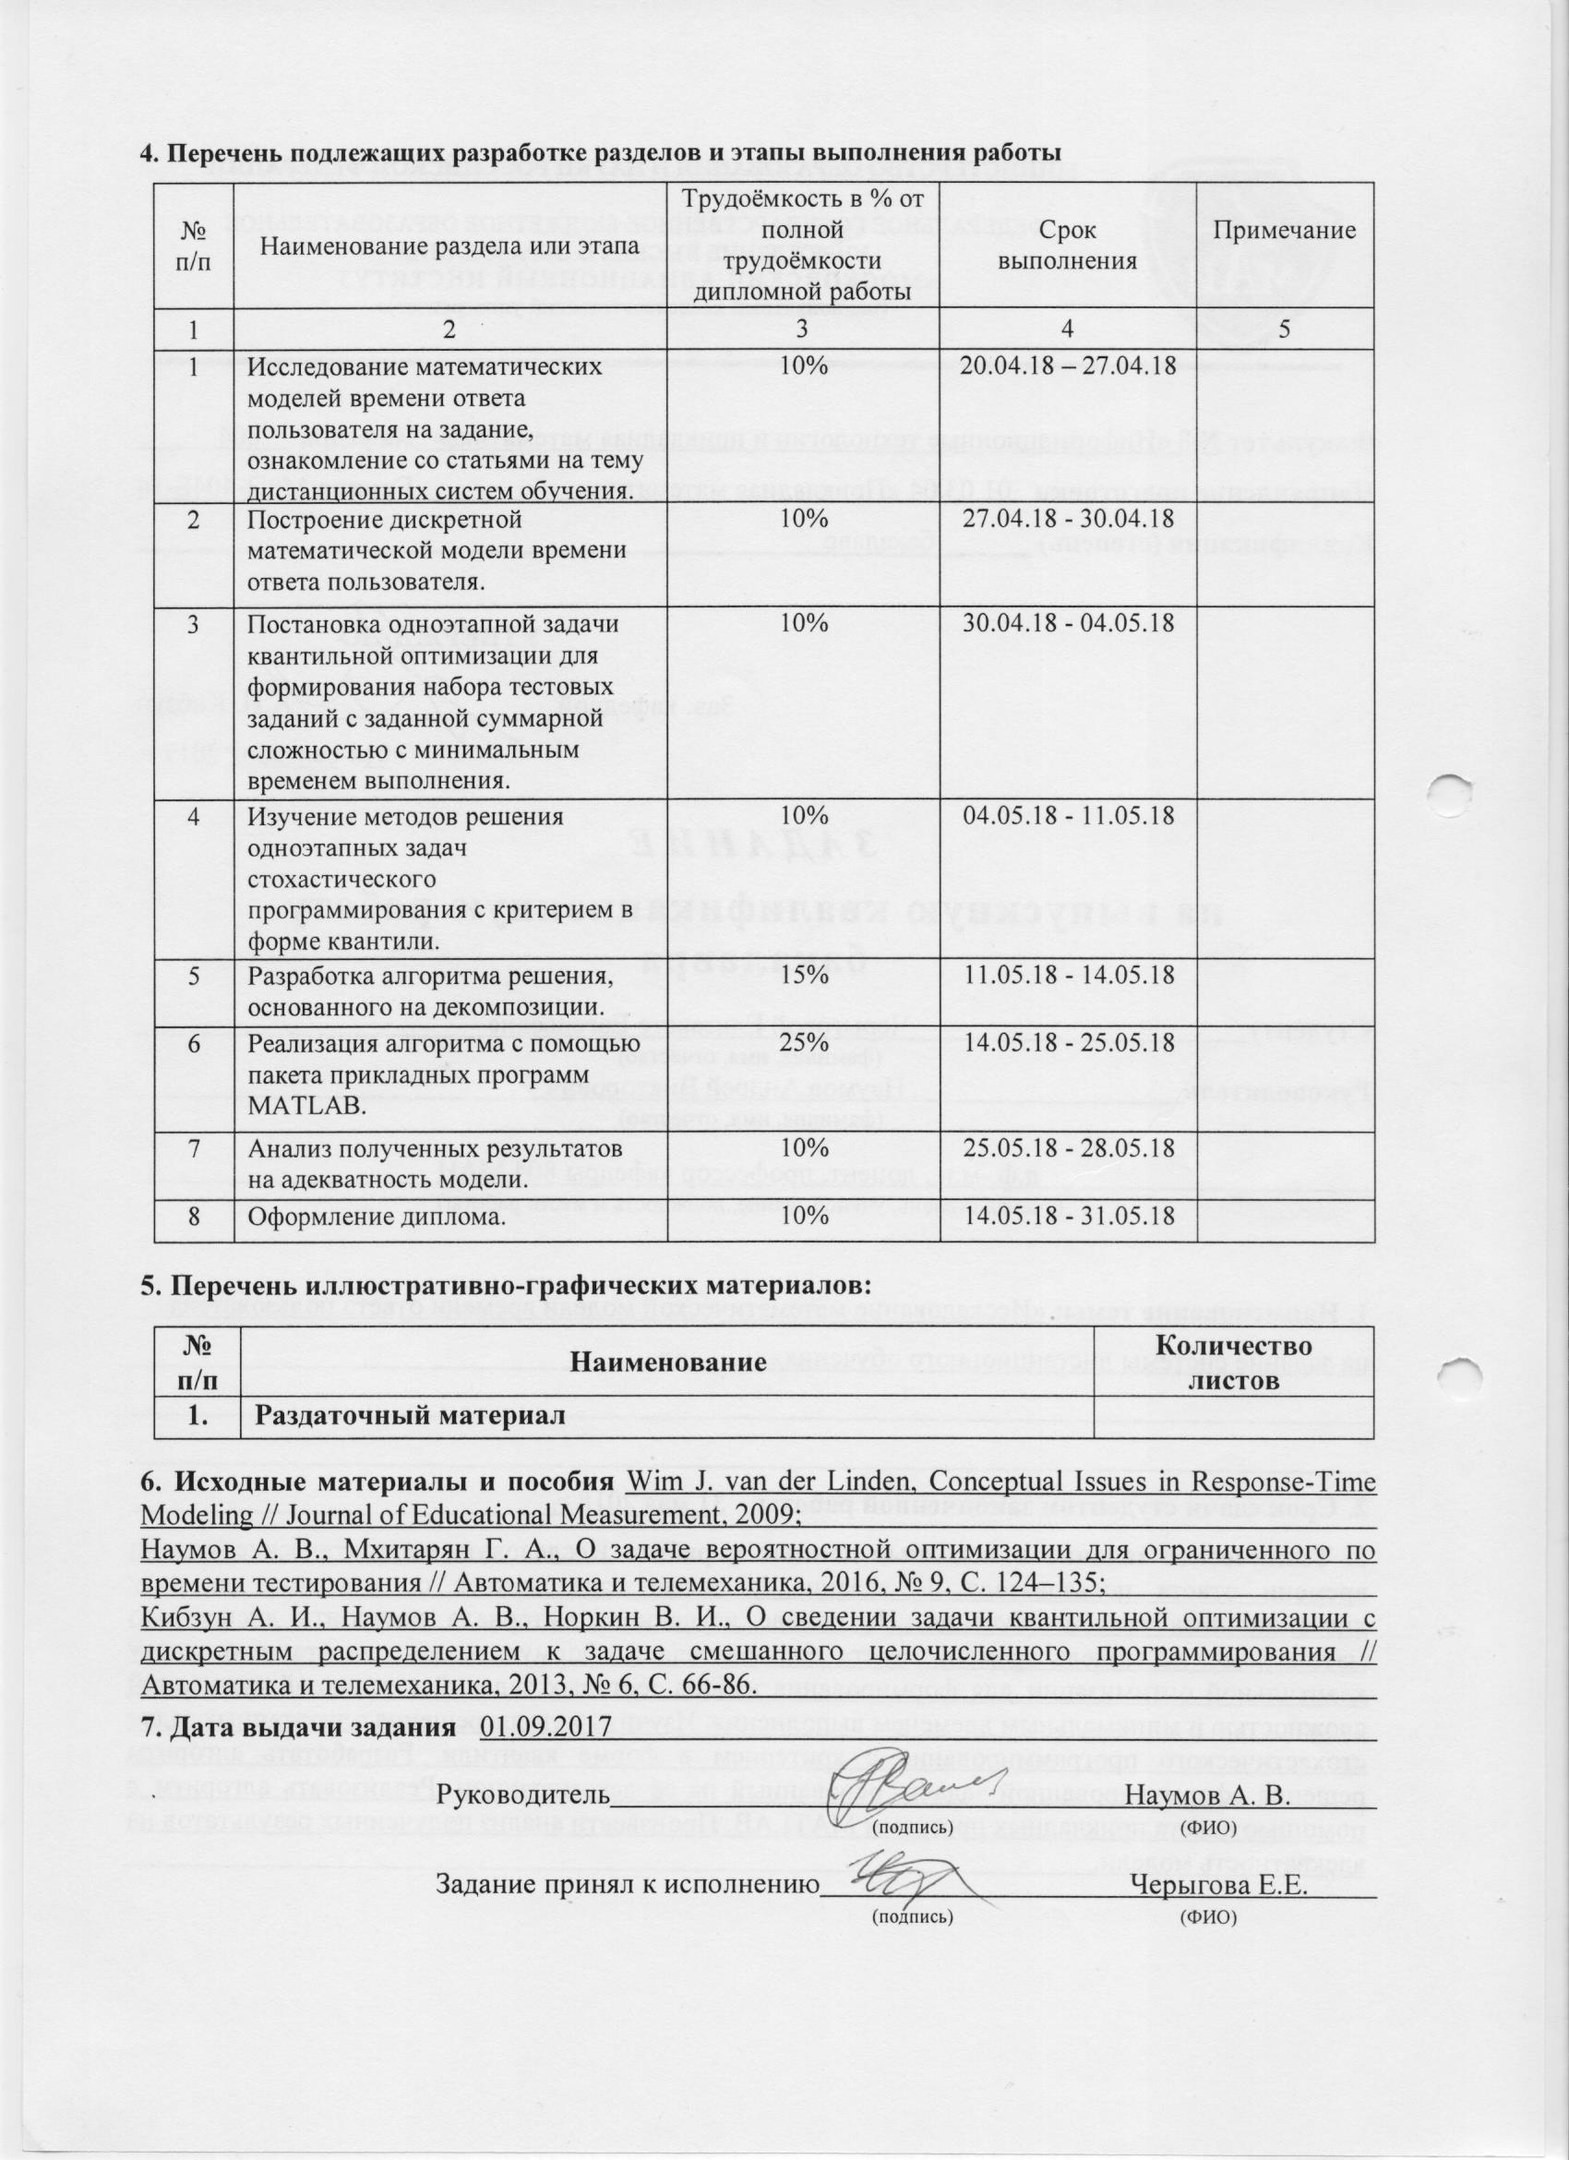 4. Перечень подлежащих разработке разделов и этапы выполнения работы
№ п/п
Наименование раздела или этапа
Трудоёмкость в % от
полной
трудоёмкости
дипломной работы
Срок
выполнения
Примечание
1 2 3 4 5
1 Исследование математических 10% 20.04.18 – 27.04.18
моделей времени ответа
пользователя на задание,
ознакомление со статьями на тему
дистанционных систем обучения.
2 Построение дискретной 10% 27.04.18 - 30.04.18
математической модели времени
ответа пользователя.
3 Постановка одноэтапной задачи 10% 30.04.18 - 04.05.18
квантильной оптимизации для
формирования набора тестовых
заданий с заданной суммарной
сложностью с минимальным
временем выполнения.
4 Изучение методов решения 10% 04.05.18 - 11.05.18
одноэтапных задач
стохастического
программирования с критерием в
форме квантили.
5 Разработка алгоритма решения, 15% 11.05.18 - 14.05.18
основанного на декомпозиции.
6 Реализация алгоритма с помощью 25% 14.05.18 - 25.05.18
пакета прикладных программ
MATLAB.
7 Анализ полученных результатов 10% 25.05.18 - 28.05.18
на адекватность модели.
8 Оформление диплома. 10% 14.05.18 - 31.05.18
5. Перечень иллюстративно-графических материалов:
№ п/п
Наименование
Количество
листов
1. Раздаточный материал
6. Исходные материалы и пособия Wim J. van der Linden, Conceptual Issues in Response-Time
Modeling // Journal of Educational Measurement, 2009;
Наумов А. В., Мхитарян Г. А., О задаче вероятностной оптимизации для ограниченного по
времени тестирования // Автоматика и телемеханика, 2016, № 9, С. 124–135;
Кибзун А. И., Наумов А. В., Норкин В. И., О сведении задачи квантильной оптимизации с
дискретным распределением к задаче смешанного целочисленного программирования //
Автоматика и телемеханика, 2013, № 6, С. 66-86.
7. Дата выдачи задания 01.09.2017
Руководитель Наумов А. В.
(подпись) (ФИО)
Задание принял к исполнению Черыгова Е.Е.
(подпись) (ФИО)